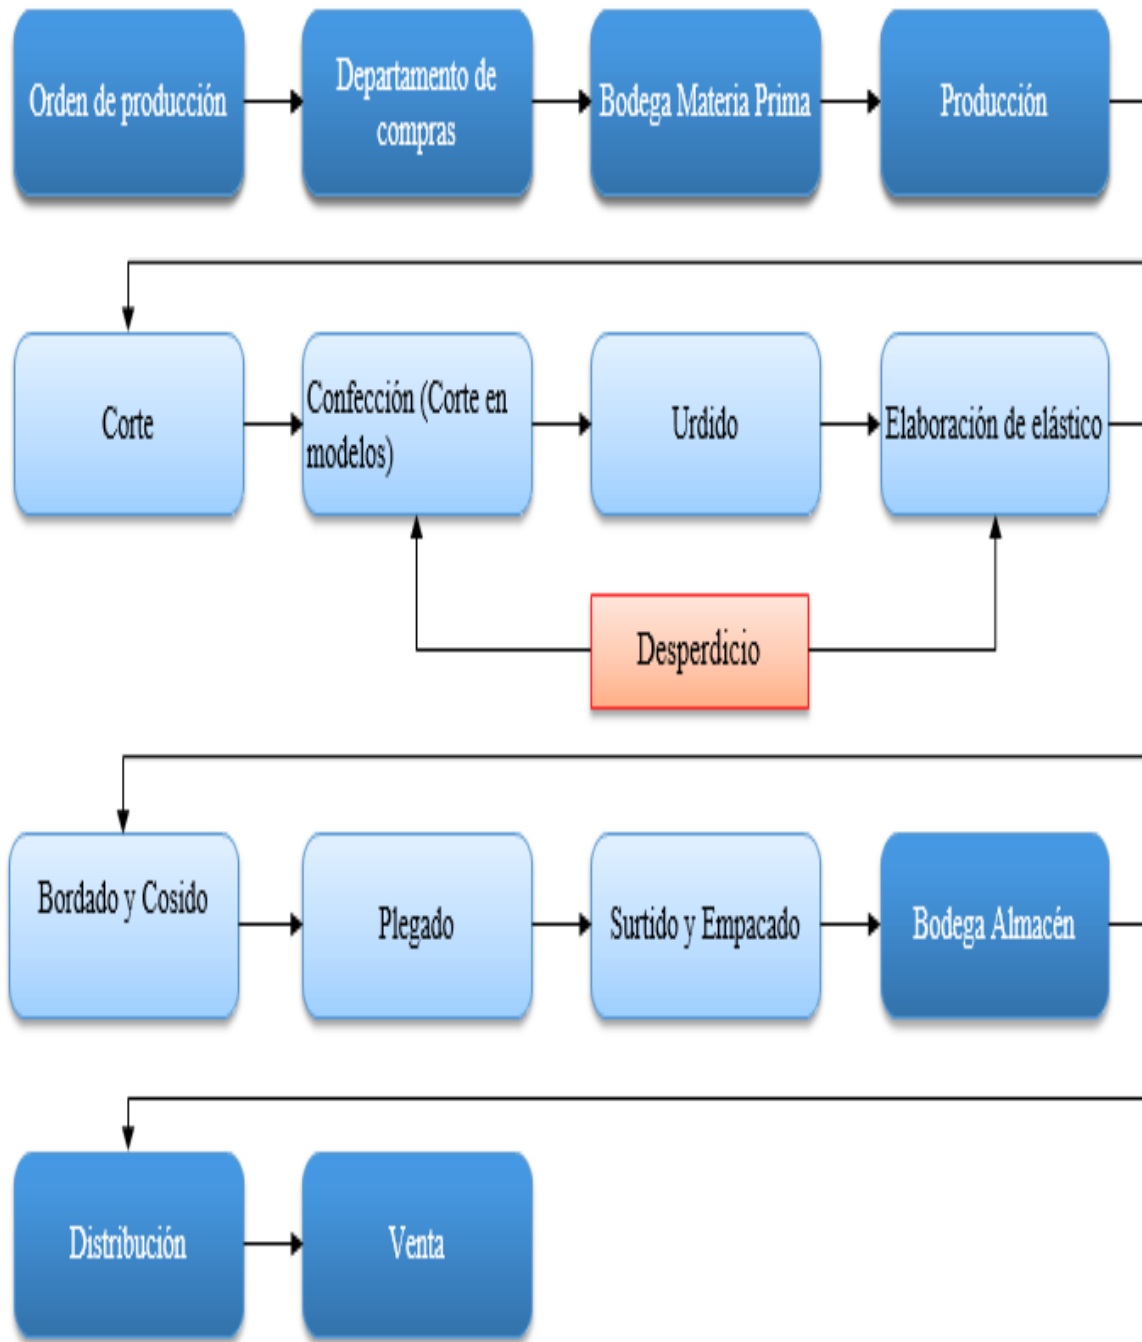 Orden de producción
Departamento de
compras
Bodega Materia Prima
Producción
Corte
Confección (Corte en
modelos)
Urdido
Elaboración de elástico
Desperdicio
Bordado y Cosido
Plegado
Surtido y Empacado
Bodega Almacén
Distribución
Venta